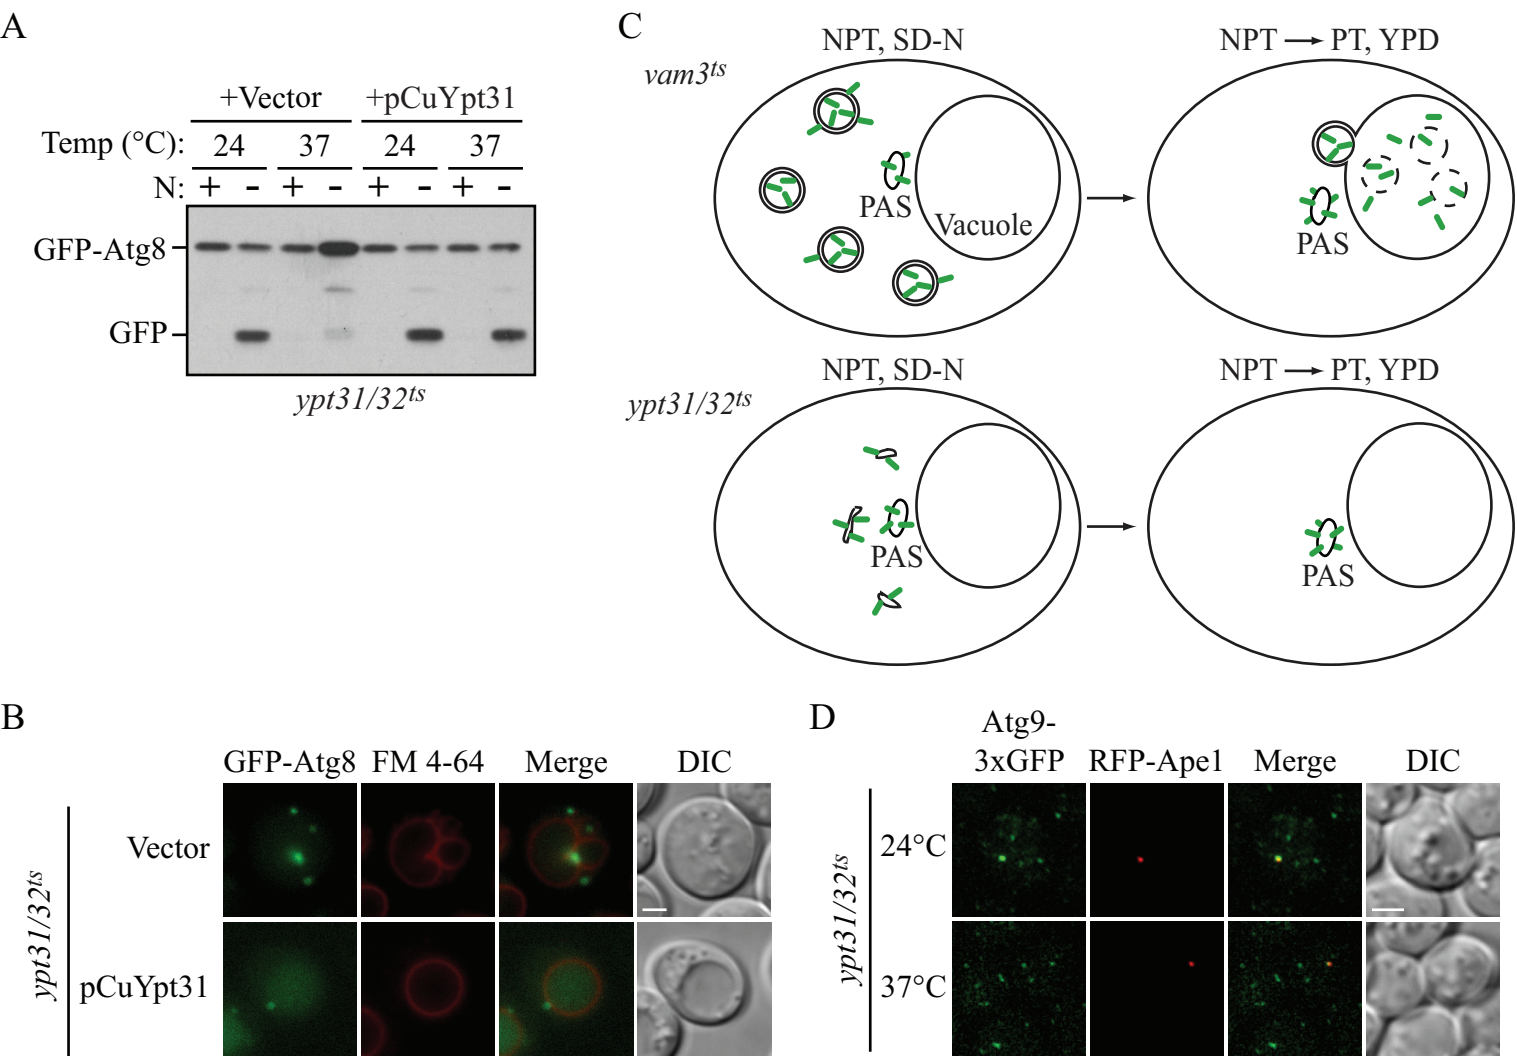 A
+Vector +pCuYpt31
Temp (°C): 24 37 24 37
N: + - + - + - + -
GFP-Atg8
GFP
ypt31/32ts
C
NPT, SD-N
NPT → PT, YPD
vam3ts
PAS
Vacuole
PAS
NPT, SD-N
NPT → PT, YPD
ypt31/32ts
PAS
PAS
B
GFP-Atg8 FM 4-64 Merge DIC
Vector
pCuYpt31
ypt31/32ts
D
Atg9-
3xGFP RFP-Ape1 Merge DIC
24°C
37°C
ypt31/32ts